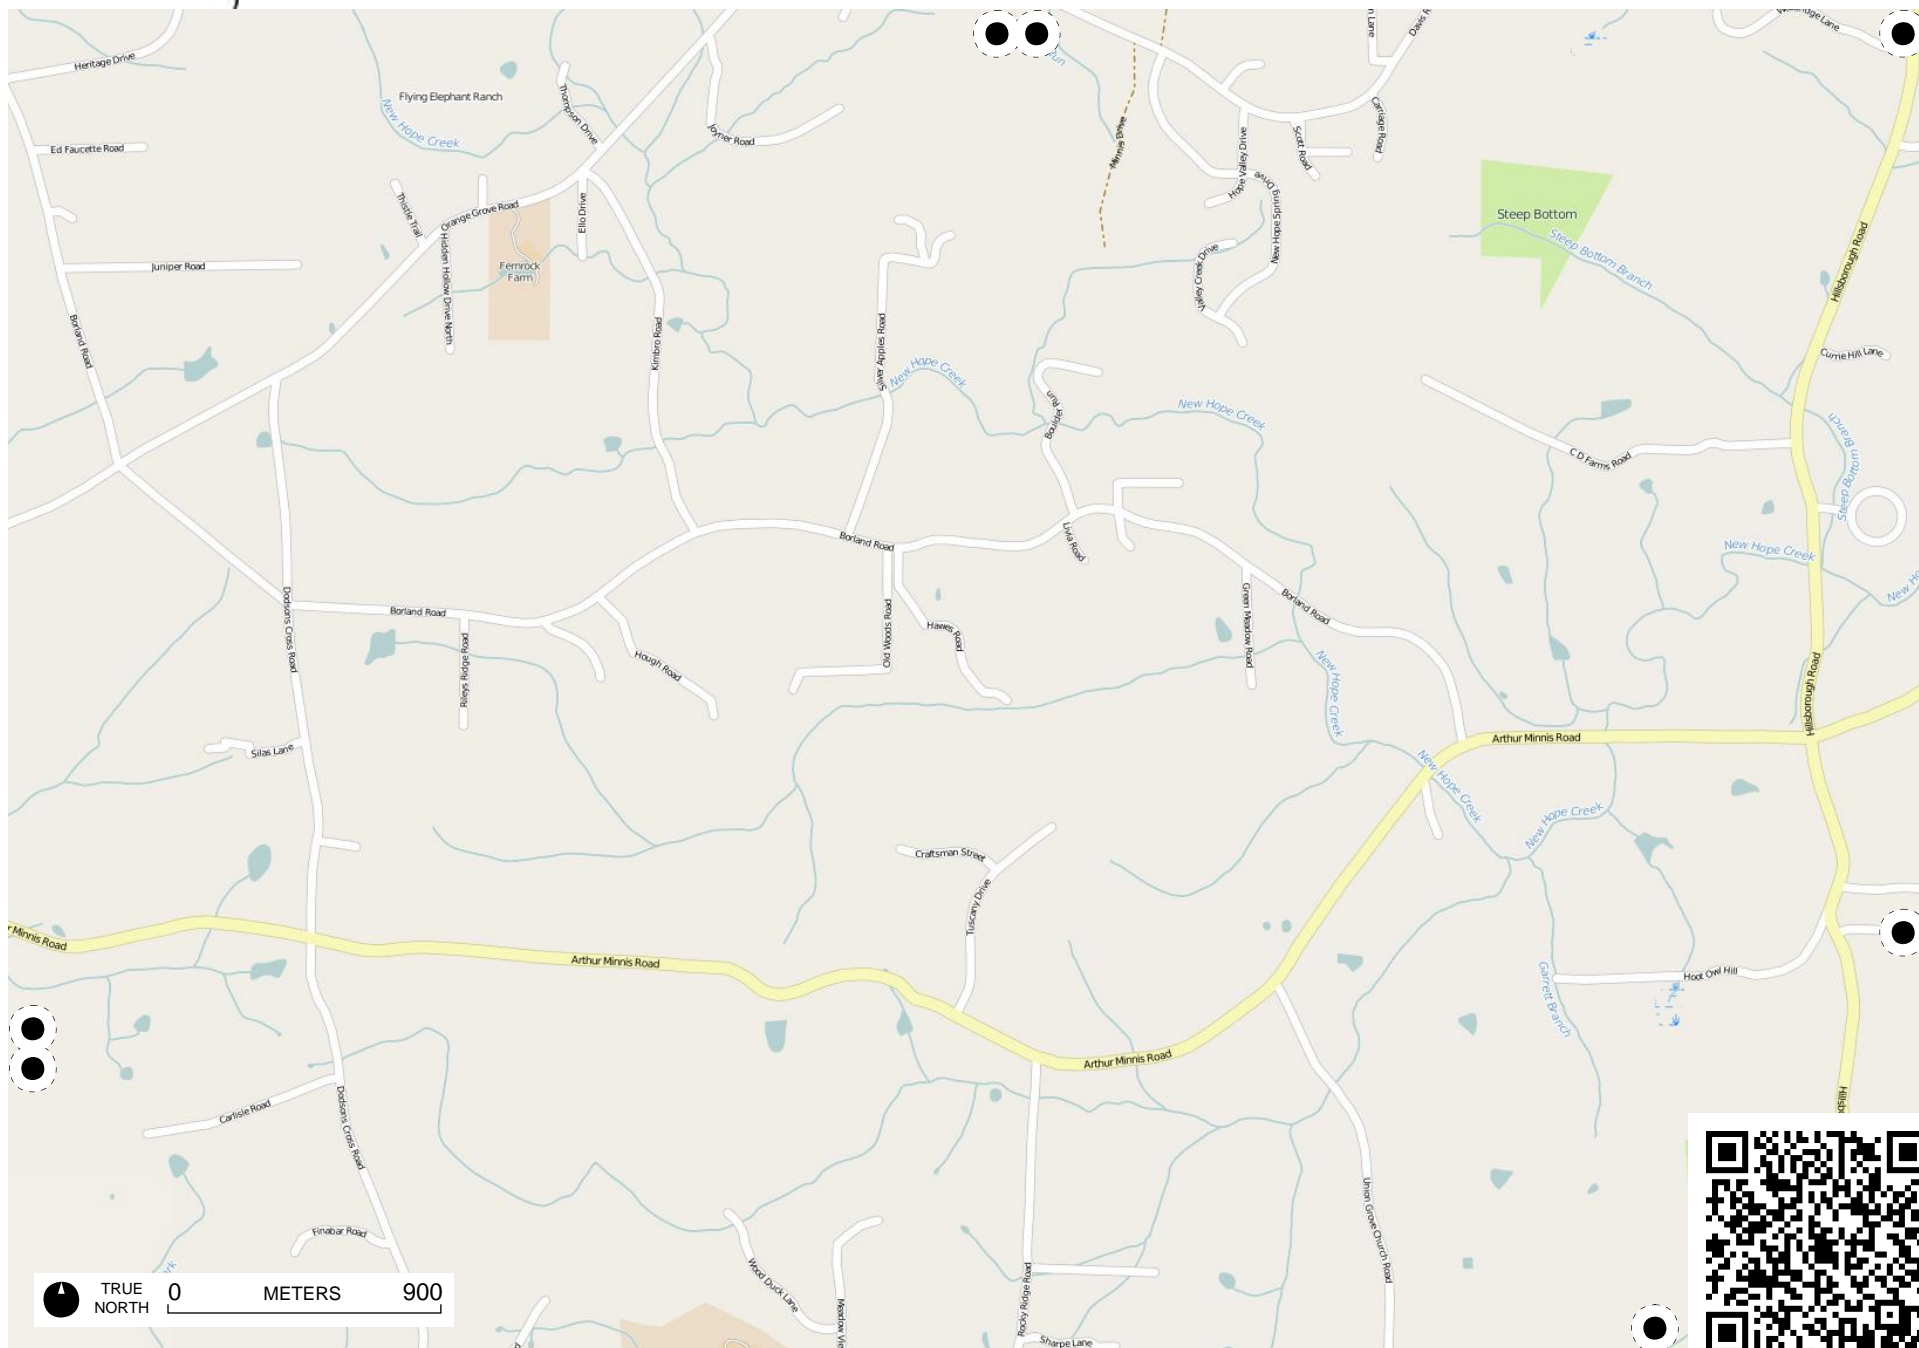 Heritage Drive
Flying Elephant Ranch
New Hope Creek
Thompson Drive
Joyner Road
Minnis Drive
Hope Valley Drive
Scott Road
Carriage Road
Ed Faucette Road
Thistle Trail
Orange Grove Road
Ello Drive
Hidden Hollow Drive North
Fernrock
Farm
New Hope Spring Drive
Valley Creek Drive
Steep Bottom
Steep Bottom Branch
Hillsborough Road
Juniper Road
Borland Road
Kimbro Road
Silver Apples Road
New Hope Creek
Boulder Run
New Hope Creek
Currie Hill Lane
C D Farms Road
Steep Bottom Branch
New Hope Creek
Borland Road
Livia Road
Dodsons Cross Road
Borland Road
Rileys Ridge Road
Hough Road
Old Woods Road
Hawes Road
Green Meadow Road
Borland Road
New Hope Creek
Hillsborough Road
Silas Lane
Arthur Minnis Road
New Hope Creek
New Hope Creek
Craftsman Street
Tuscany Drive
r Minnis Road
Arthur Minnis Road
Hoot Owl Hill
Garrett Branch
Arthur Minnis Road
Carlisle Road
Dodsons Cross Road
Union Grove Church Road
Finabar Road
Wood Duck Lane
Meadow Vie
Rocky Ridge Road
Sharpe Lane
TRUE
NORTH
0 METERS 900